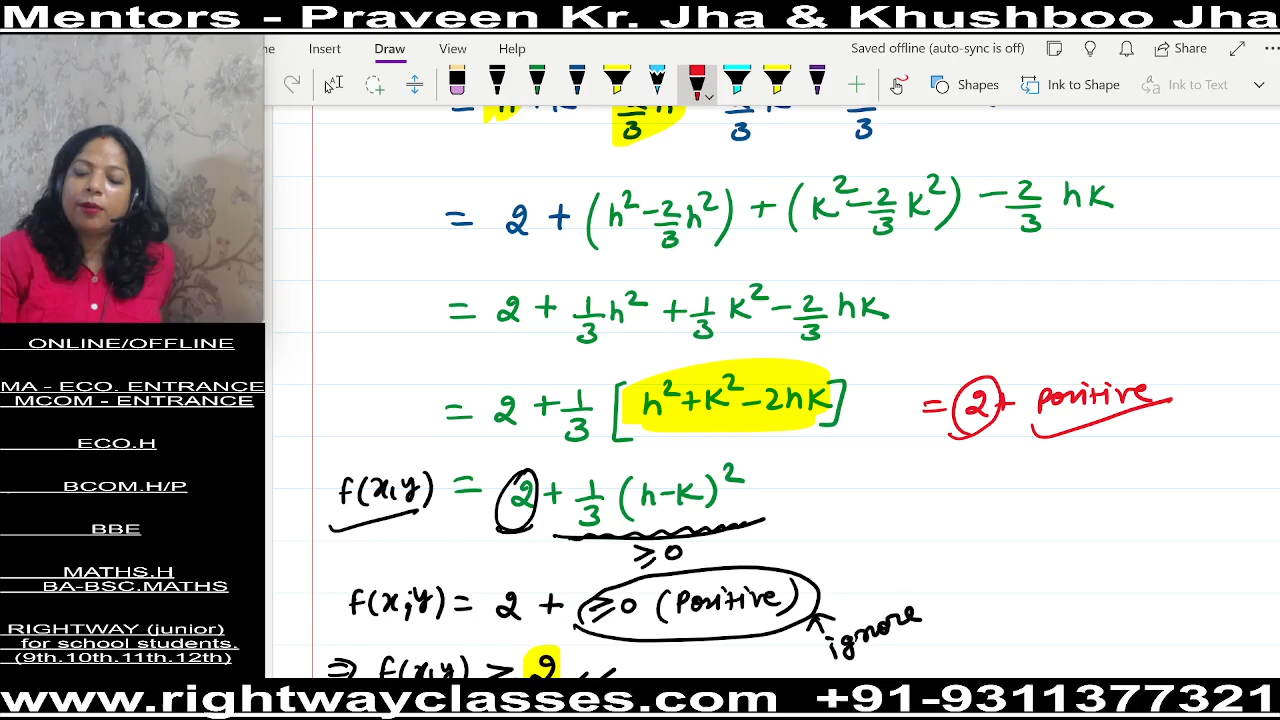 Mentors - Praveen Kr. Jha & Khushboo Jha
Insert Draw View Help Saved offline (auto-sync is off) Share
Shapes Ink to Shape Ink to Text
= 2 + (h² - 2/3 h²) + (k² - 2/3 k²) - 2/3 hk
= 2 + 1/3 h² + 1/3 k² - 2/3 hk
= 2 + 1/3 [h² + k² - 2hk] = 2 + positive
f(x,y) = 2 + 1/3 (h-k)²
≥ 0
f(x,y) = 2 + ≥0 (Positive)
ignore
⇒ f(x,y) ≥ 2
ONLINE/OFFLINE
MA - ECO. ENTRANCE
MCOM - ENTRANCE
ECO.H
BCOM.H/P
BBE
MATHS.H
BA-BSC.MATHS
RIGHTWAY (junior)
for school students.
(9th.10th.11th.12th)
www.rightwayclasses.com +91-9311377321